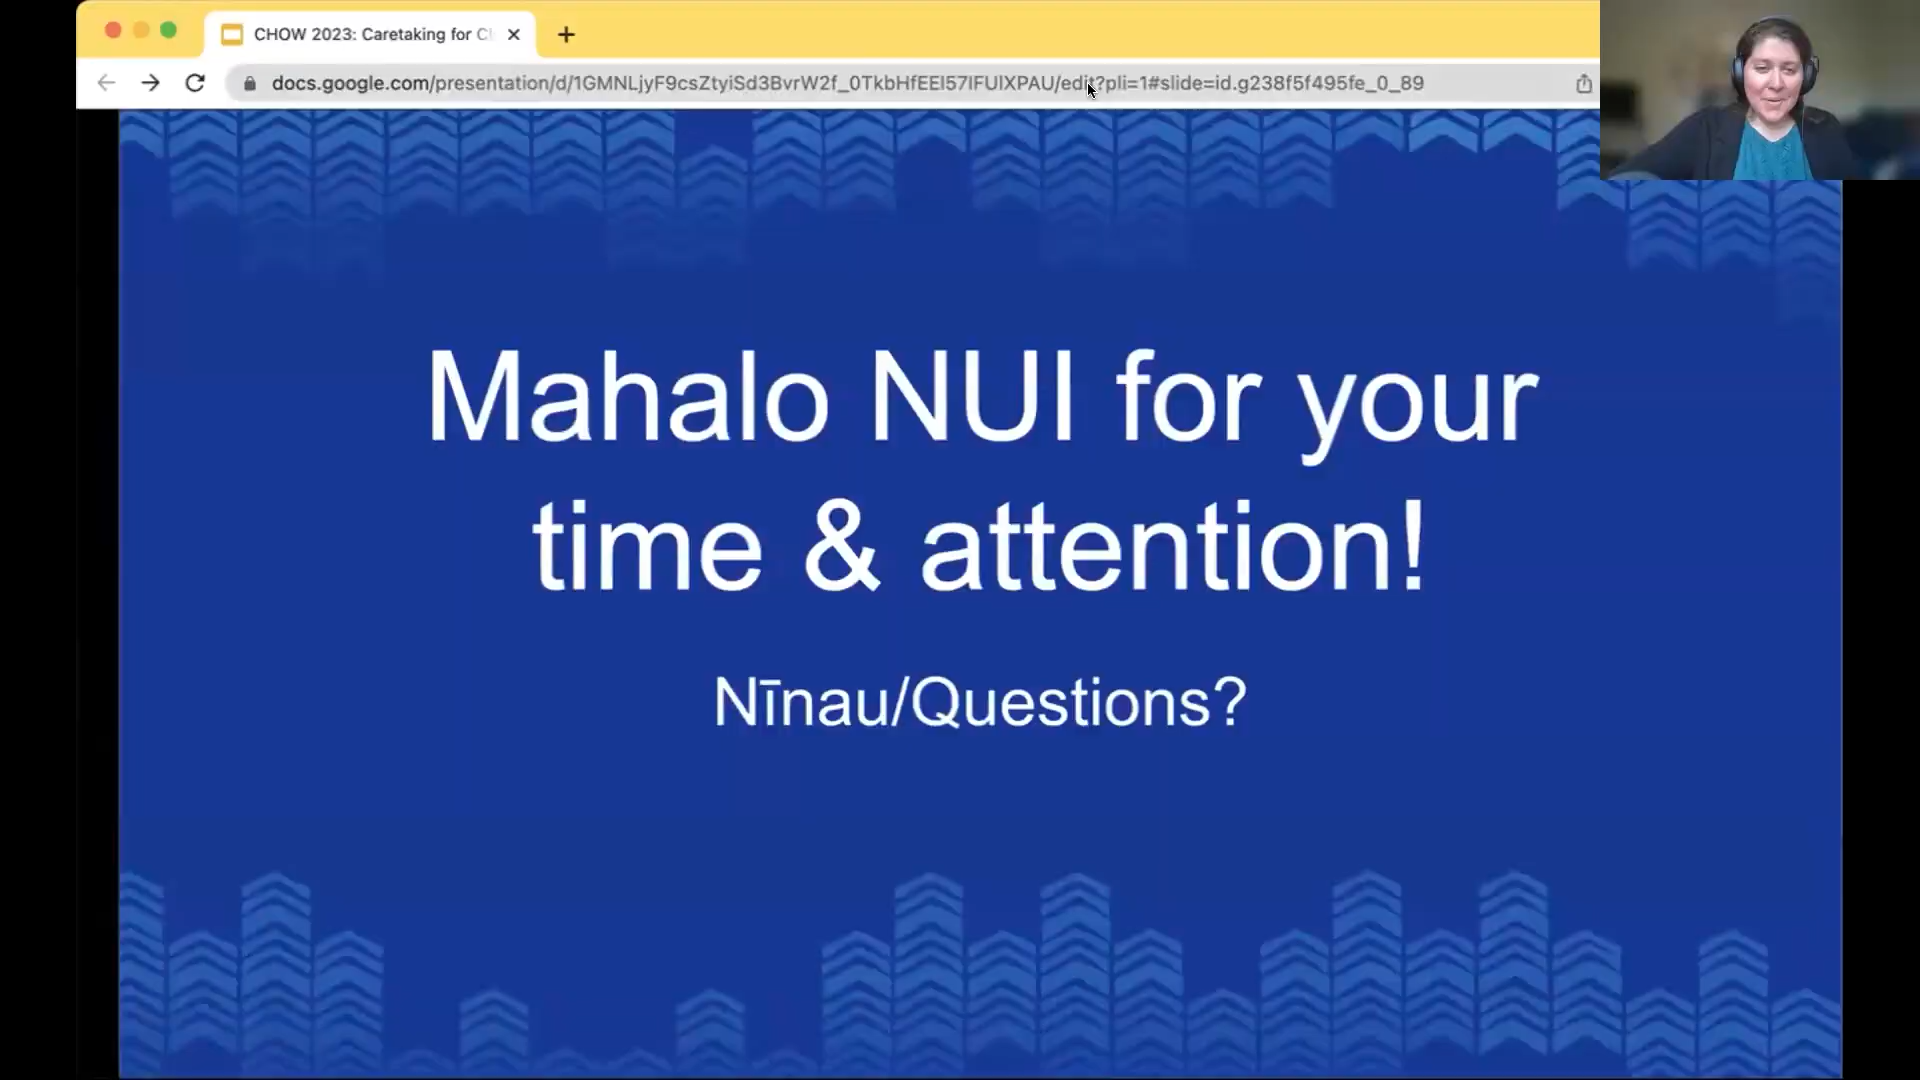 CHOW 2023: Caretaking for
docs.google.com/presentation/d/1GMNLjyF9csZtyiSd3BvrW2f_0TkbHfEEl57lFUlXPAU/edit?pli=1#slide=id.g238f5f495fe_0_89
Mahalo NUI for your
time & attention!
Nīnau/Questions?